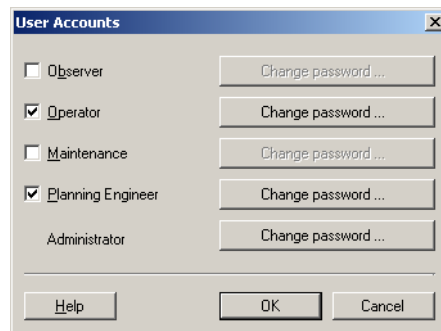 User Accounts
Observer Change password ...
Operator Change password ...
Maintenance Change password ...
Planning Engineer Change password ...
Administrator Change password ...
Help OK Cancel